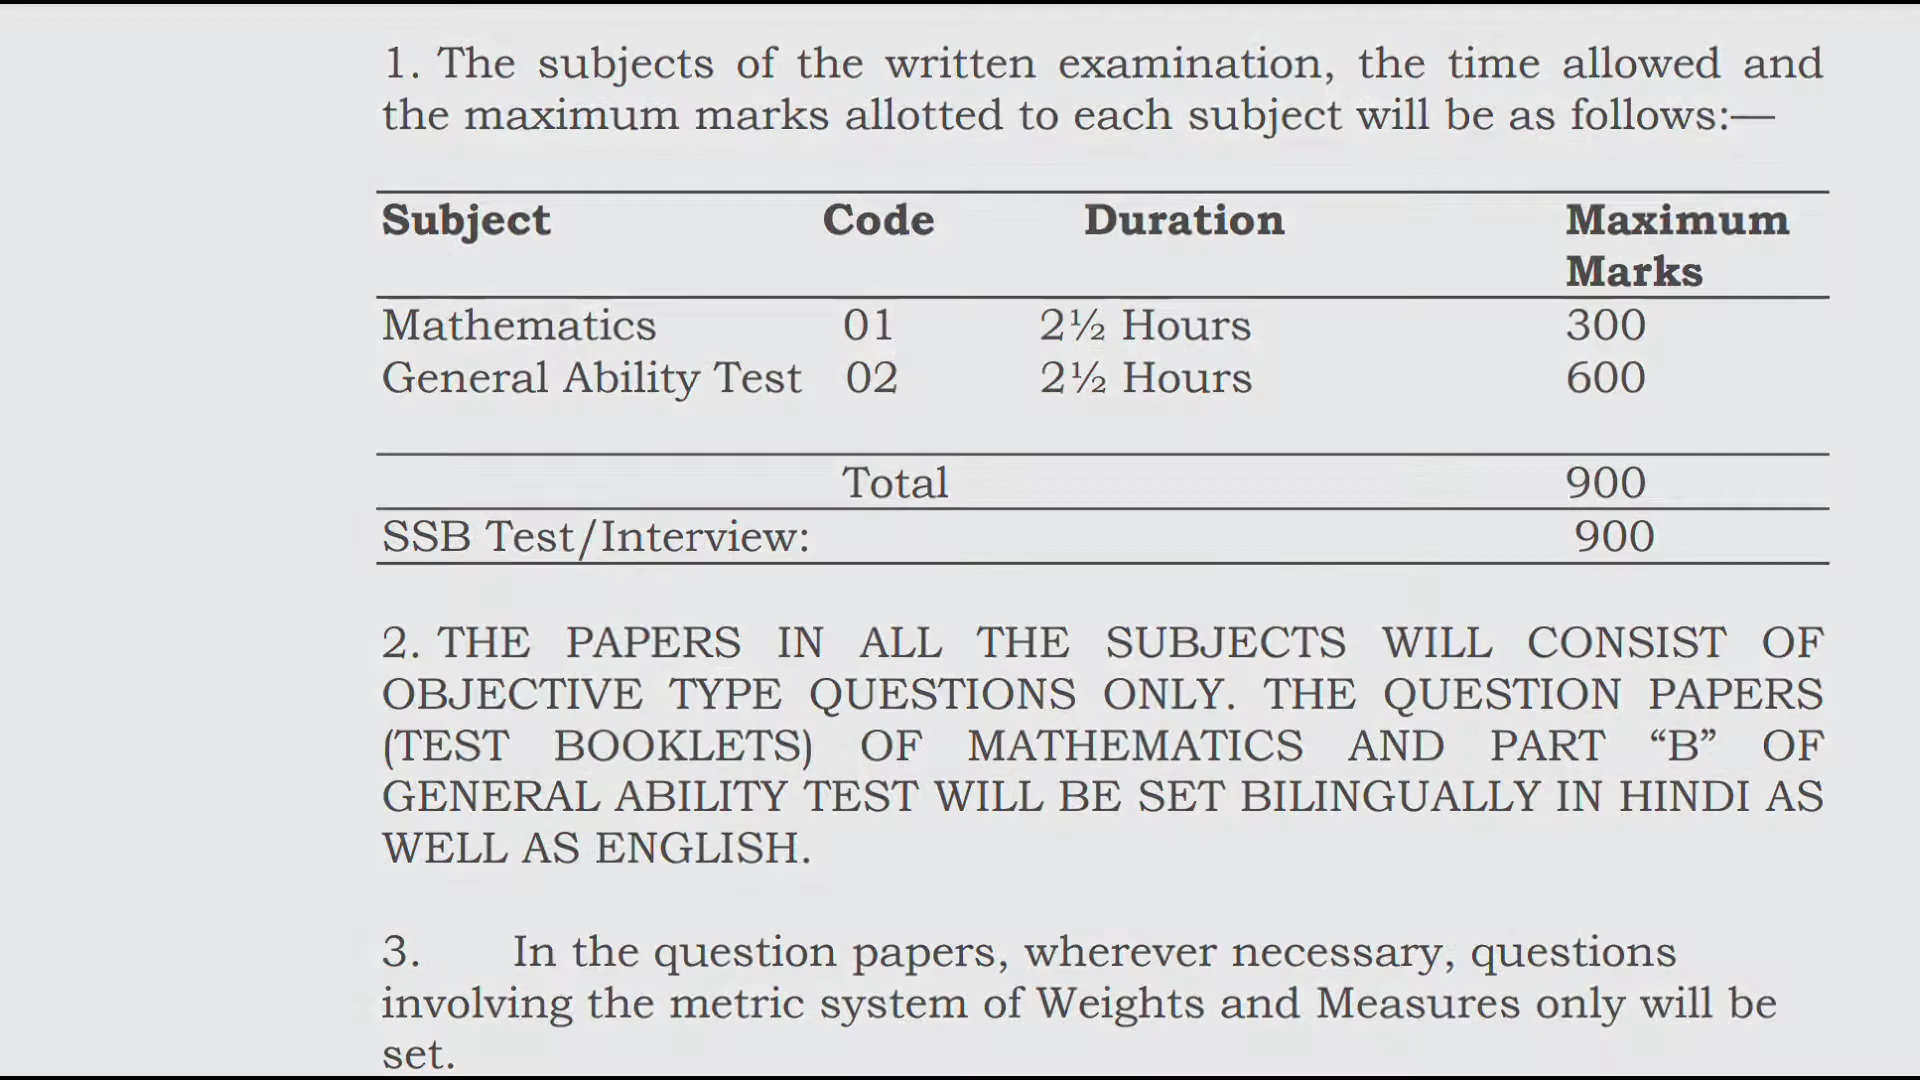 1. The subjects of the written examination, the time allowed and
the maximum marks allotted to each subject will be as follows:—
Subject Code Duration Maximum
Marks
Mathematics 01 2½ Hours 300
General Ability Test 02 2½ Hours 600
Total 900
SSB Test/Interview: 900
2. THE PAPERS IN ALL THE SUBJECTS WILL CONSIST OF
OBJECTIVE TYPE QUESTIONS ONLY. THE QUESTION PAPERS
(TEST BOOKLETS) OF MATHEMATICS AND PART “B” OF
GENERAL ABILITY TEST WILL BE SET BILINGUALLY IN HINDI AS
WELL AS ENGLISH.
3. In the question papers, wherever necessary, questions
involving the metric system of Weights and Measures only will be
set.